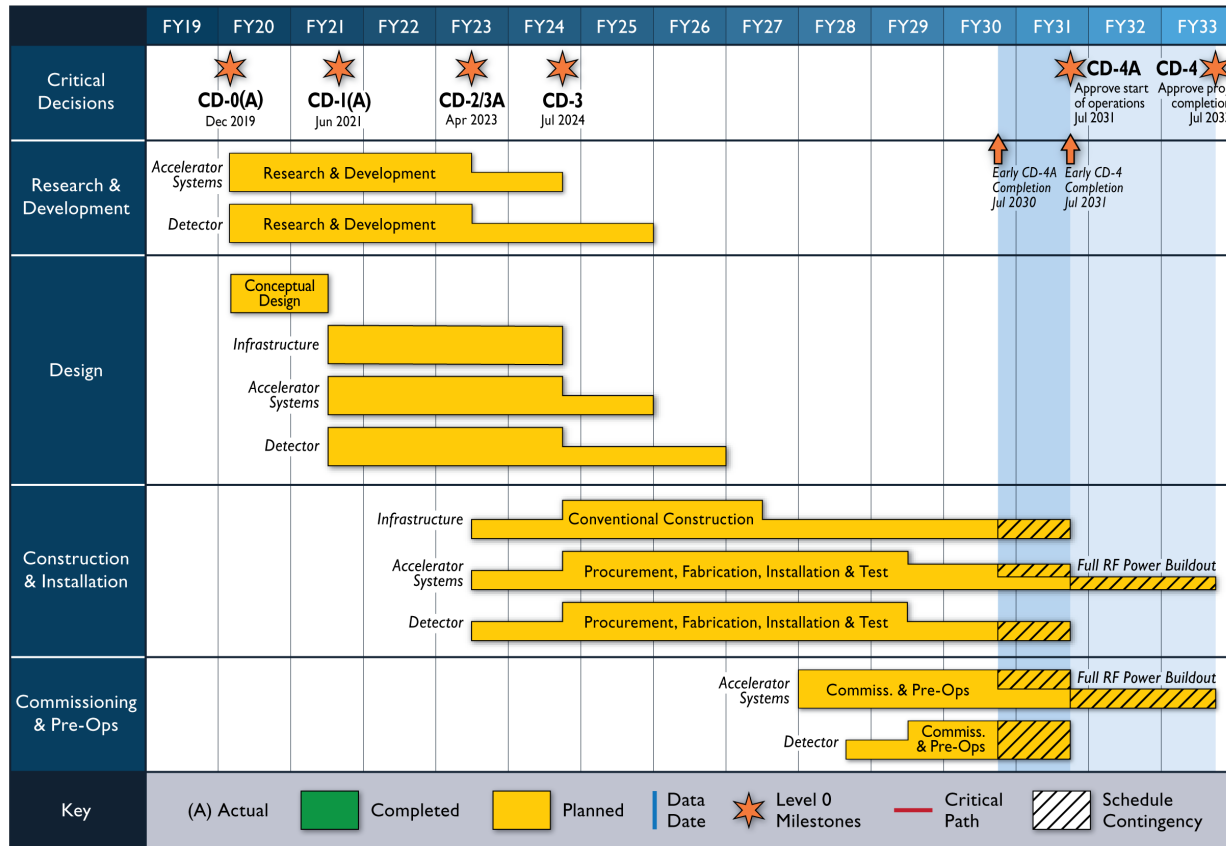 FY19 FY20 FY21 FY22 FY23 FY24 FY25 FY26 FY27 FY28 FY29 FY30 FY31 FY32 FY33
Critical
Decisions
CD-0(A)
Dec 2019
CD-1(A)
Jun 2021
CD-2/3A
Apr 2023
CD-3
Jul 2024
CD-4A
Approve start
of operations
Jul 2031
CD-4
Approve
Research &
Development
Accelerator
Systems
Research & Development
Detector
Research & Development
Early CD-4A
Completion
Jul 2030
Early CD-4
Completion
Jul 2031
Design
Conceptual
Design
Infrastructure
Accelerator
Systems
Detector
Construction
& Installation
Infrastructure
Conventional Construction
Accelerator
Systems
Procurement, Fabrication, Installation & Test
Full RF Power Buildout
Detector
Procurement, Fabrication, Installation & Test
Commissioning
& Pre-Ops
Accelerator
Systems
Commiss. & Pre-Ops
Full RF Power Buildout
Detector
Commiss.
& Pre-Ops
Key
(A) Actual
Completed
Planned
Data
Date
Level 0
Milestones
Critical
Path
Schedule
Contingency